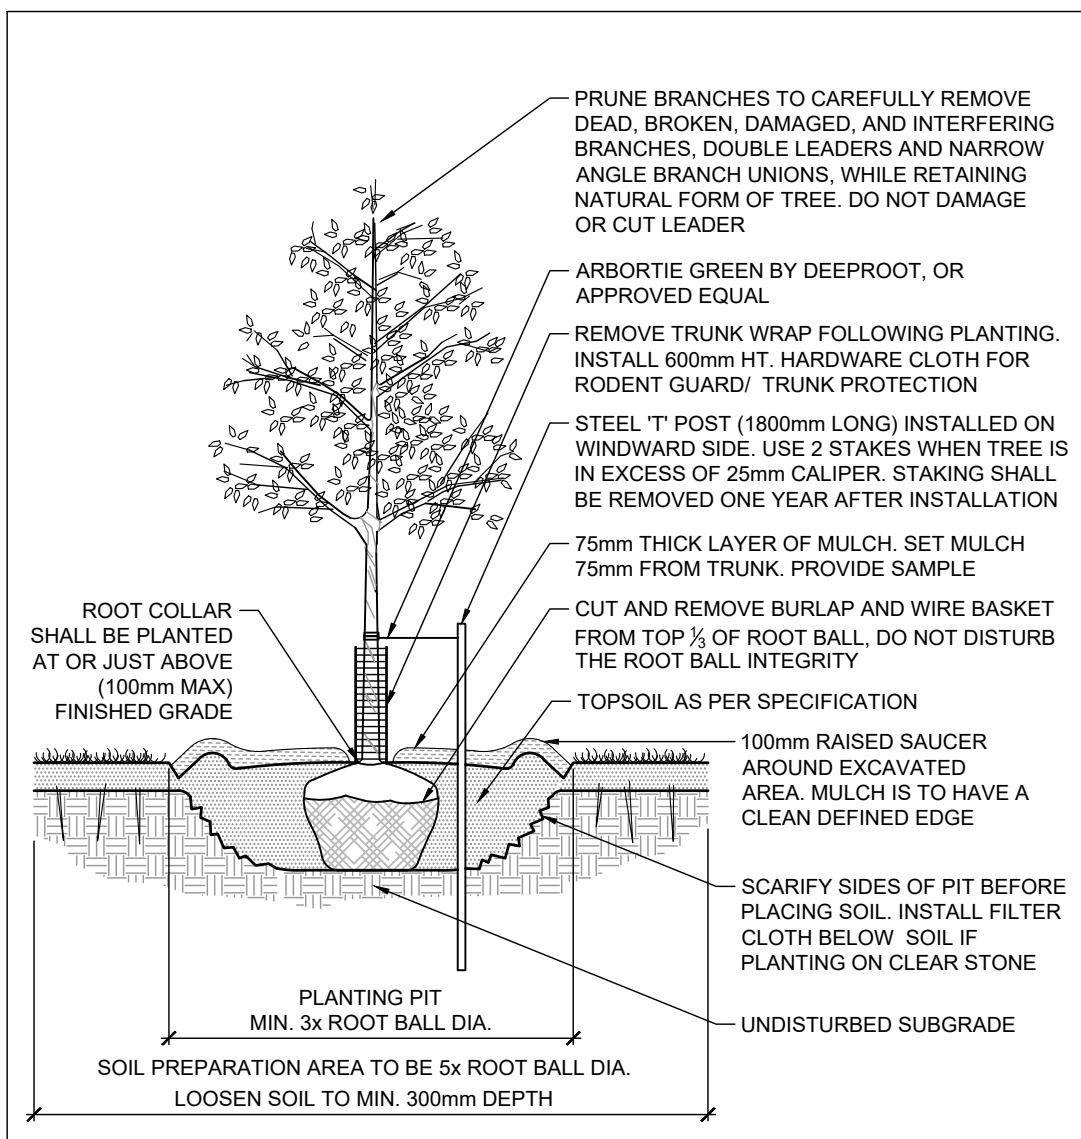 PRUNE BRANCHES TO CAREFULLY REMOVE
DEAD, BROKEN, DAMAGED, AND INTERFERING
BRANCHES, DOUBLE LEADERS AND NARROW
ANGLE BRANCH UNIONS, WHILE RETAINING
NATURAL FORM OF TREE. DO NOT DAMAGE
OR CUT LEADER
ARBORTIE GREEN BY DEEPROOT, OR
APPROVED EQUAL
REMOVE TRUNK WRAP FOLLOWING PLANTING.
INSTALL 600mm HT. HARDWARE CLOTH FOR
RODENT GUARD/ TRUNK PROTECTION
STEEL 'T' POST (1800mm LONG) INSTALLED ON
WINDWARD SIDE. USE 2 STAKES WHEN TREE IS
IN EXCESS OF 25mm CALIPER. STAKING SHALL
BE REMOVED ONE YEAR AFTER INSTALLATION
75mm THICK LAYER OF MULCH. SET MULCH
75mm FROM TRUNK. PROVIDE SAMPLE
CUT AND REMOVE BURLAP AND WIRE BASKET
FROM TOP ⅓ OF ROOT BALL, DO NOT DISTURB
THE ROOT BALL INTEGRITY
ROOT COLLAR
SHALL BE PLANTED
AT OR JUST ABOVE
(100mm MAX)
FINISHED GRADE
TOPSOIL AS PER SPECIFICATION
100mm RAISED SAUCER
AROUND EXCAVATED
AREA. MULCH IS TO HAVE A
CLEAN DEFINED EDGE
SCARIFY SIDES OF PIT BEFORE
PLACING SOIL. INSTALL FILTER
CLOTH BELOW SOIL IF
PLANTING ON CLEAR STONE
UNDISTURBED SUBGRADE
PLANTING PIT
MIN. 3x ROOT BALL DIA.
SOIL PREPARATION AREA TO BE 5x ROOT BALL DIA.
LOOSEN SOIL TO MIN. 300mm DEPTH